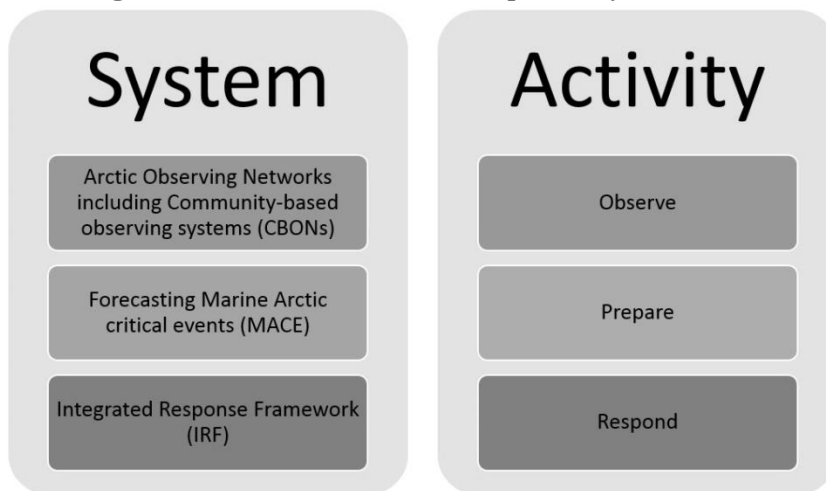 System
Arctic Observing Networks
including Community-based
observing systems (CBONs)
Forecasting Marine Arctic
critical events (MACE)
Integrated Response Framework
(IRF)
Activity
Observe
Prepare
Respond